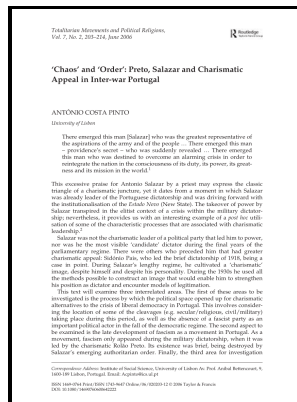 Totalitarian Movements and Political Religions,
Vol. 7, No. 2, 203–214, June 2006
Routledge
'Chaos' and 'Order': Preto, Salazar and Charismatic
Appeal in Inter-war Portugal
ANTÓNIO COSTA PINTO
University of Lisbon
There emerged this man [Salazar] who was the greatest representative of
the aspirations of the army and of the people … There emerged this man
– providence's secret – who was suddenly revealed … There emerged
this man who was destined to overcome an alarming crisis in order to
reintegrate the nation in the consciousness of its duty, its power, its great-
ness and its mission in the world.1
This excessive praise for Antonio Salazar by a priest may express the classic
triangle of a charismatic juncture, yet it dates from a moment in which Salazar
was already leader of the Portuguese dictatorship and was driving forward with
the institutionalisation of the Estado Novo (New State). The takeover of power by
Salazar transpired in the elitist context of a crisis within the military dictator-
ship; nevertheless, it provides us with an interesting example of a post hoc utili-
sation of some of the characteristic processes that are associated with charismatic
leadership.2
Salazar was not the charismatic leader of a political party that led him to power,
nor was he the most visible 'candidate' dictator during the final years of the
parliamentary regime. There were others who preceded him that had greater
charismatic appeal: Sidónio Pais, who led the brief dictatorship of 1918, being a
case in point. During Salazar's lengthy regime, he cultivated a 'charismatic'
image, despite himself and despite his personality. During the 1930s he used all
the methods possible to construct an image that would enable him to strengthen
his position as dictator and encounter models of legitimation.
This text will examine three interrelated areas. The first of these areas to be
investigated is the process by which the political space opened up for charismatic
alternatives to the crisis of liberal democracy in Portugal. This involves consider-
ing the location of some of the cleavages (e.g. secular/religious, civil/military)
taking place during this period, as well as the absence of a fascist party as an
important political actor in the fall of the democratic regime. The second aspect to
be examined is the late development of fascism as a movement in Portugal. As a
movement, fascism only appeared during the military dictatorship, when it was
led by the charismatic Rolão Preto. Its existence was brief, being destroyed by
Salazar's emerging authoritarian order. Finally, the third area for investigation
Correspondence Address: Institute of Social Science, University of Lisbon Av. Prof. Aníbal Bettencourt, 9,
1600-189 Lisbon, Portugal. Email: Acpinto@ics.ul.pt
ISSN 1469-0764 Print/ISSN 1743-9647 Online/06/020203-12 © 2006 Taylor & Francis